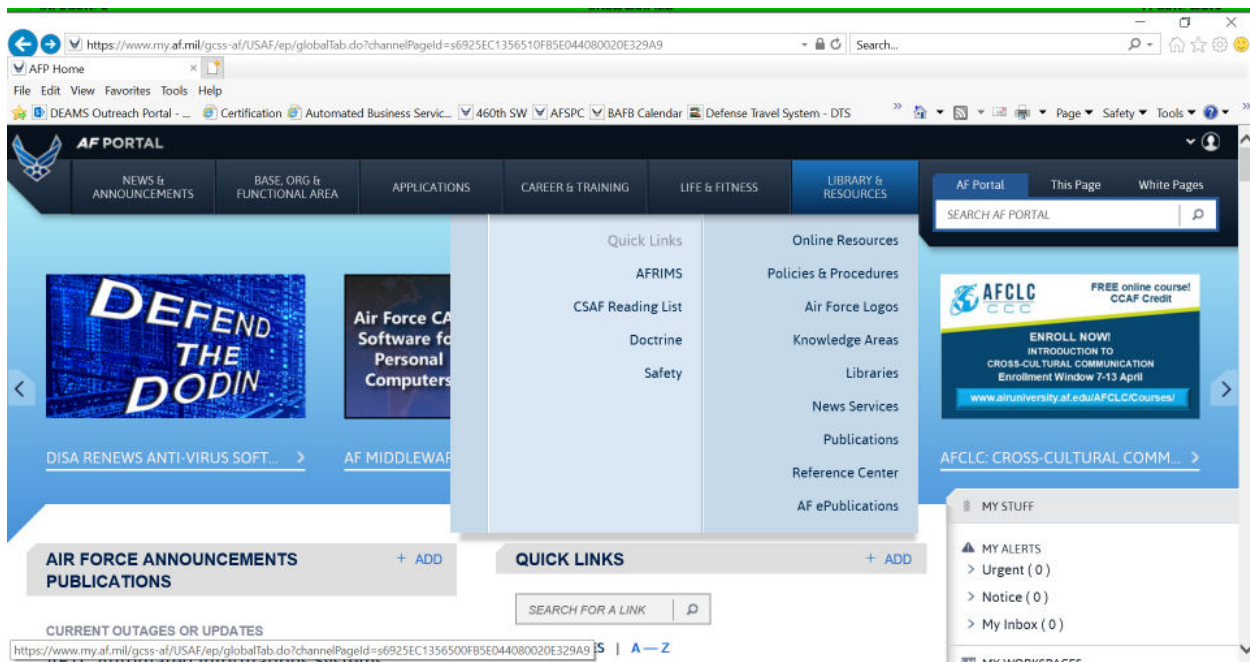 https://www.my.af.mil/gcss-af/USAF/ep/globalTab.do?channelPageId=s6925EC1356510FB5E044080020E329A9
Search...
AFP Home
File Edit View Favorites Tools Help
DEAMS Outreach Portal - ... Certification Automated Business Servic... 460th SW AFSPC BAFB Calendar Defense Travel System - DTS » Page Safety Tools »
AF PORTAL
NEWS & ANNOUNCEMENTS
BASE, ORG & FUNCTIONAL AREA
APPLICATIONS
CAREER & TRAINING
LIFE & FITNESS
LIBRARY & RESOURCES
AF Portal This Page White Pages
SEARCH AF PORTAL
Quick Links
AFRIMS
CSAF Reading List
Doctrine
Safety
Online Resources
Policies & Procedures
Air Force Logos
Knowledge Areas
Libraries
News Services
Publications
Reference Center
AF ePublications
DEFEND
THE
DODIN
Air Force CA
Software fo
Personal
Computers
AFCLC
CCC
FREE online course!
CCAF Credit
ENROLL NOW!
INTRODUCTION TO
CROSS-CULTURAL COMMUNICATION
Enrollment Window 7-13 April
www.airuniversity.af.edu/AFCLC/Courses/
DISA RENEWS ANTI-VIRUS SOFT... >
AF MIDDLEWAR
AFCLC: CROSS-CULTURAL COMM... >
AIR FORCE ANNOUNCEMENTS
PUBLICATIONS
+ ADD
CURRENT OUTAGES OR UPDATES
QUICK LINKS
+ ADD
SEARCH FOR A LINK
S | A — Z
MY STUFF
MY ALERTS
> Urgent ( 0 )
> Notice ( 0 )
> My Inbox ( 0 )
MY WORKSPACES
https://www.my.af.mil/gcss-af/USAF/ep/globalTab.do?channelPageId=s6925EC1356500FB5E044080020E329A9